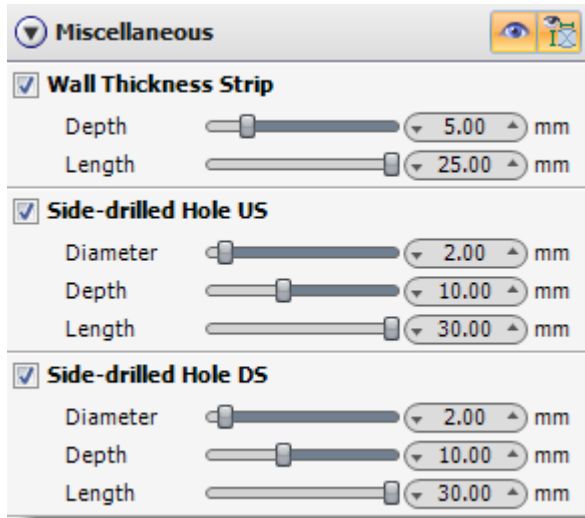 Miscellaneous
Wall Thickness Strip
Depth 5.00 mm
Length 25.00 mm
Side-drilled Hole US
Diameter 2.00 mm
Depth 10.00 mm
Length 30.00 mm
Side-drilled Hole DS
Diameter 2.00 mm
Depth 10.00 mm
Length 30.00 mm